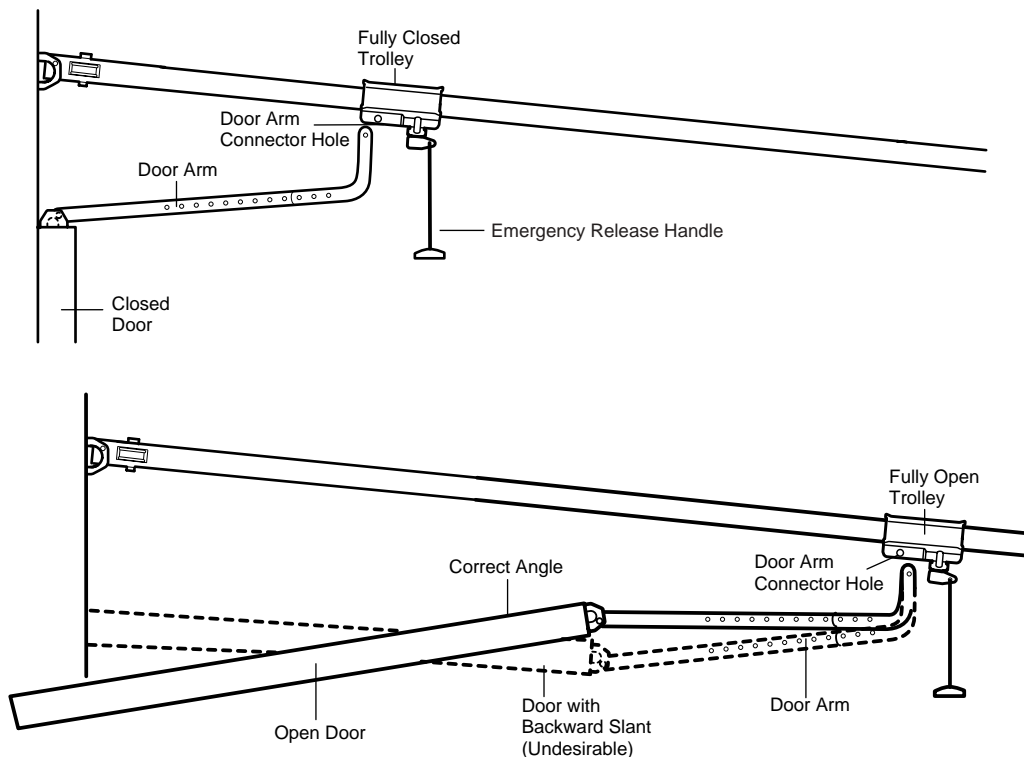 Fully Closed
Trolley
Door Arm
Connector Hole
Door Arm
Emergency Release Handle
Closed
Door
Fully Open
Trolley
Door Arm
Connector Hole
Correct Angle
Door Arm
Door with
Backward Slant
(Undesirable)
Open Door